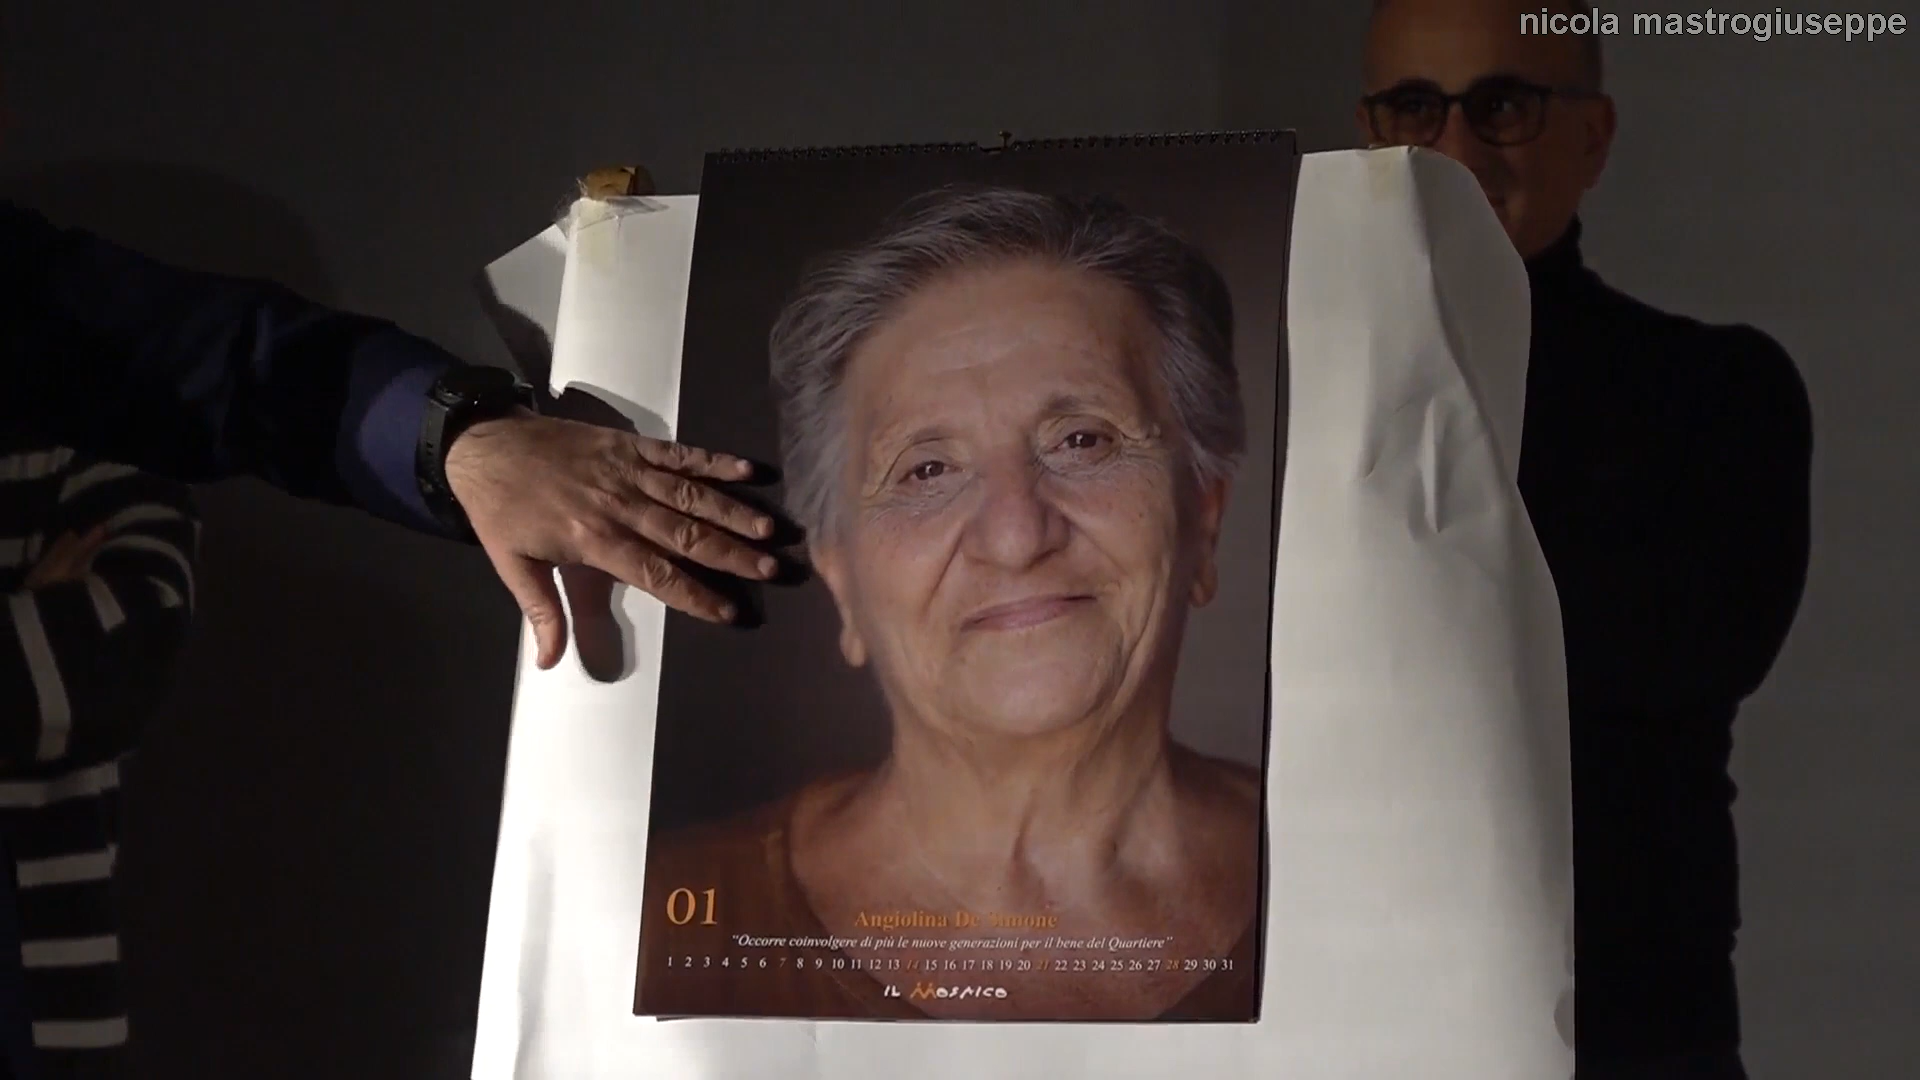 nicola mastrogiuseppe
01
Angiolina De Simone
"Occorre coinvolgere di più le nuove generazioni per il bene del Quartiere"
1 2 3 4 5 6 7 8 9 10 11 12 13 14 15 16 17 18 19 20 21 22 23 24 25 26 27 28 29 30 31
IL MOSAICO